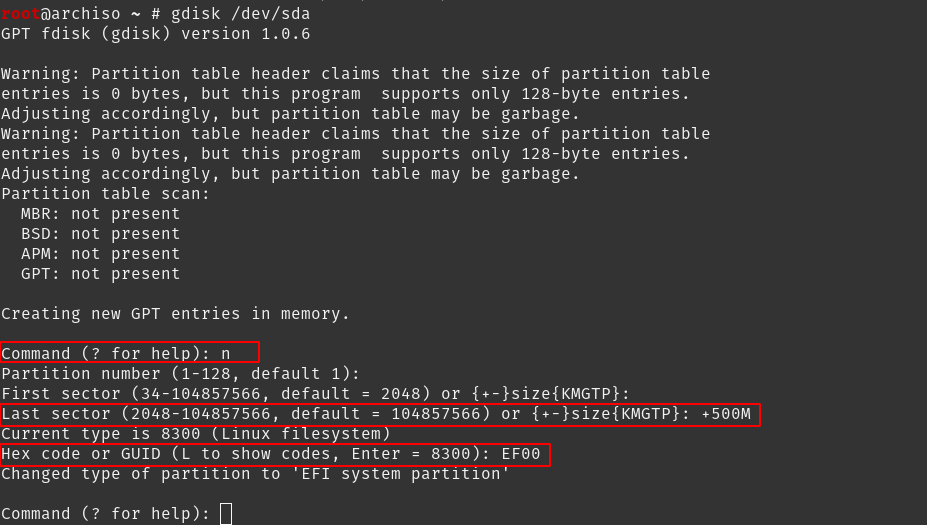 root@archiso ~ # gdisk /dev/sda
GPT fdisk (gdisk) version 1.0.6
Warning: Partition table header claims that the size of partition table
entries is 0 bytes, but this program  supports only 128-byte entries.
Adjusting accordingly, but partition table may be garbage.
Warning: Partition table header claims that the size of partition table
entries is 0 bytes, but this program  supports only 128-byte entries.
Adjusting accordingly, but partition table may be garbage.
Partition table scan:
  MBR: not present
  BSD: not present
  APM: not present
  GPT: not present
Creating new GPT entries in memory.
Command (? for help): n
Partition number (1-128, default 1):
First sector (34-104857566, default = 2048) or {+-}size{KMGTP}:
Last sector (2048-104857566, default = 104857566) or {+-}size{KMGTP}: +500M
Current type is 8300 (Linux filesystem)
Hex code or GUID (L to show codes, Enter = 8300): EF00
Changed type of partition to 'EFI system partition'
Command (? for help):